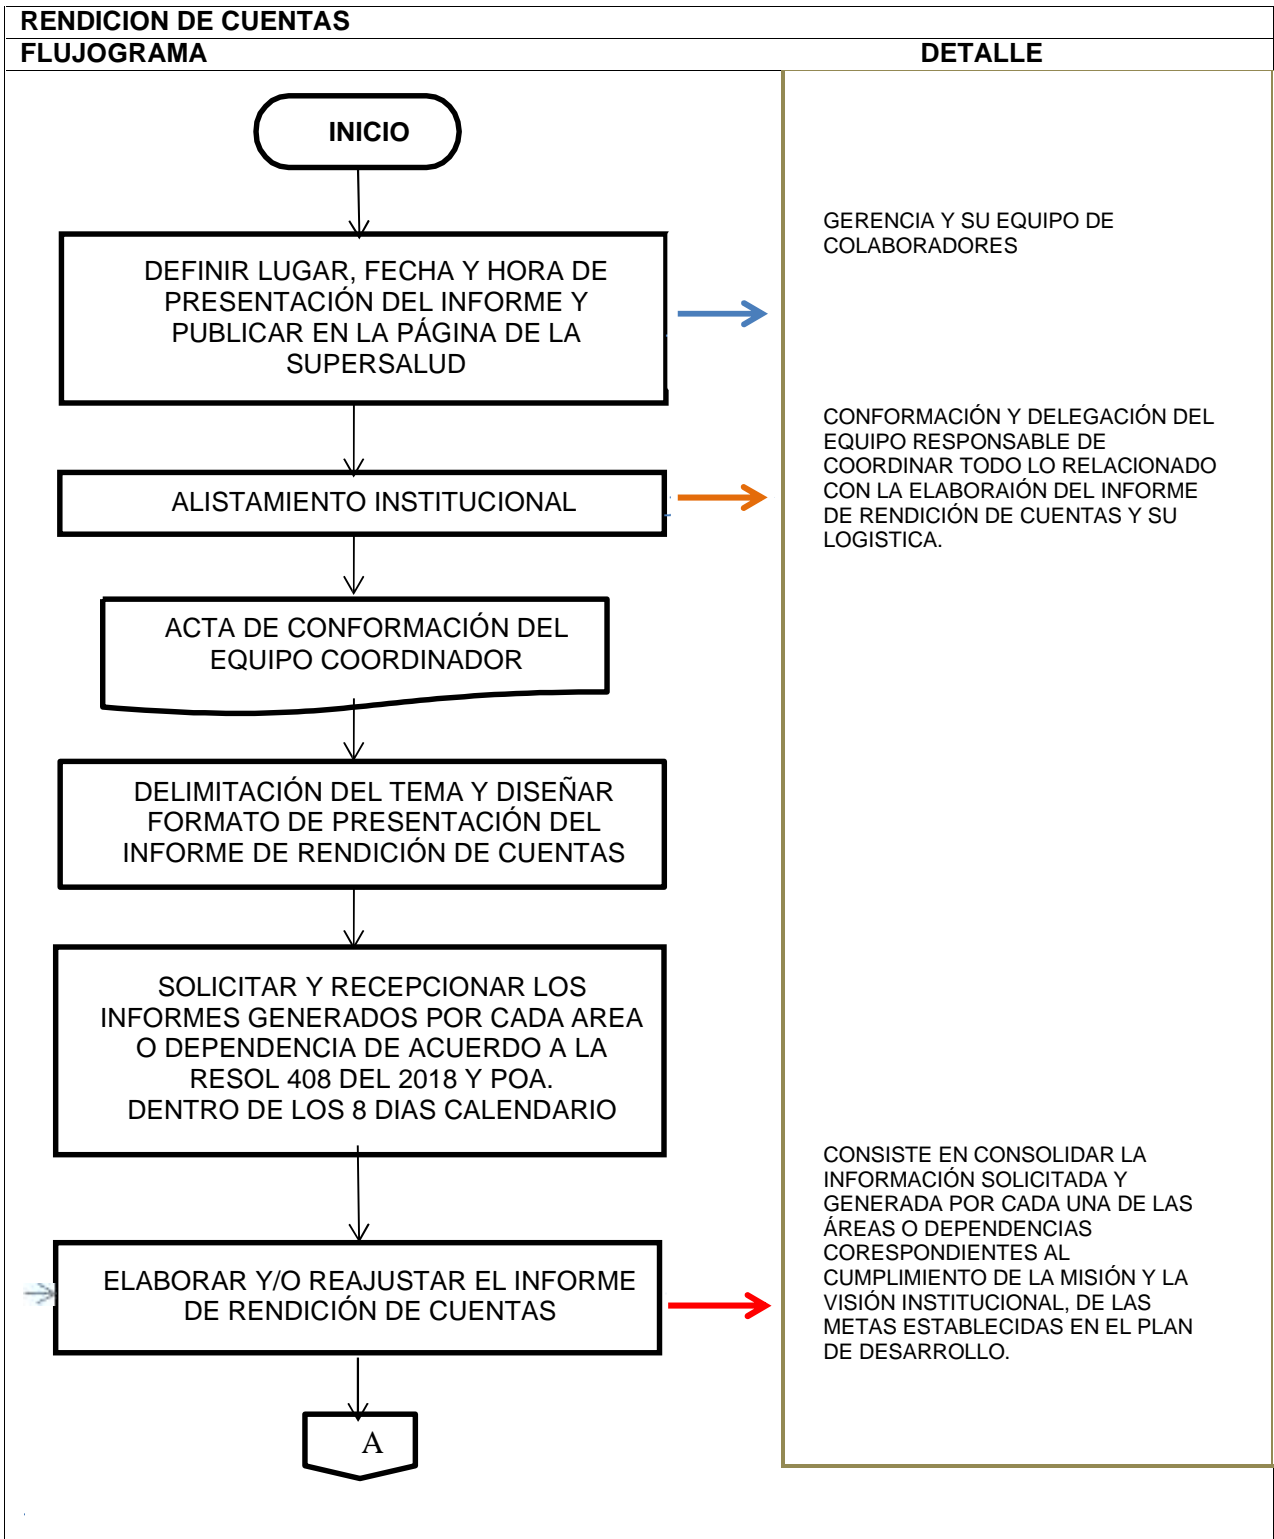 RENDICION DE CUENTAS
FLUJOGRAMA
DETALLE
INICIO
DEFINIR LUGAR, FECHA Y HORA DE
PRESENTACIÓN DEL INFORME Y
PUBLICAR EN LA PÁGINA DE LA
SUPERSALUD
GERENCIA Y SU EQUIPO DE
COLABORADORES
ALISTAMIENTO INSTITUCIONAL
CONFORMACIÓN Y DELEGACIÓN DEL
EQUIPO RESPONSABLE DE
COORDINAR TODO LO RELACIONADO
CON LA ELABORAIÓN DEL INFORME
DE RENDICIÓN DE CUENTAS Y SU
LOGISTICA.
ACTA DE CONFORMACIÓN DEL
EQUIPO COORDINADOR
DELIMITACIÓN DEL TEMA Y DISEÑAR
FORMATO DE PRESENTACIÓN DEL
INFORME DE RENDICIÓN DE CUENTAS
SOLICITAR Y RECEPCIONAR LOS
INFORMES GENERADOS POR CADA AREA
O DEPENDENCIA DE ACUERDO A LA
RESOL 408 DEL 2018 Y POA.
DENTRO DE LOS 8 DIAS CALENDARIO
ELABORAR Y/O REAJUSTAR EL INFORME
DE RENDICIÓN DE CUENTAS
CONSISTE EN CONSOLIDAR LA
INFORMACIÓN SOLICITADA Y
GENERADA POR CADA UNA DE LAS
ÁREAS O DEPENDENCIAS
CORESPONDIENTES AL
CUMPLIMIENTO DE LA MISIÓN Y LA
VISIÓN INSTITUCIONAL, DE LAS
METAS ESTABLECIDAS EN EL PLAN
DE DESARROLLO.
A